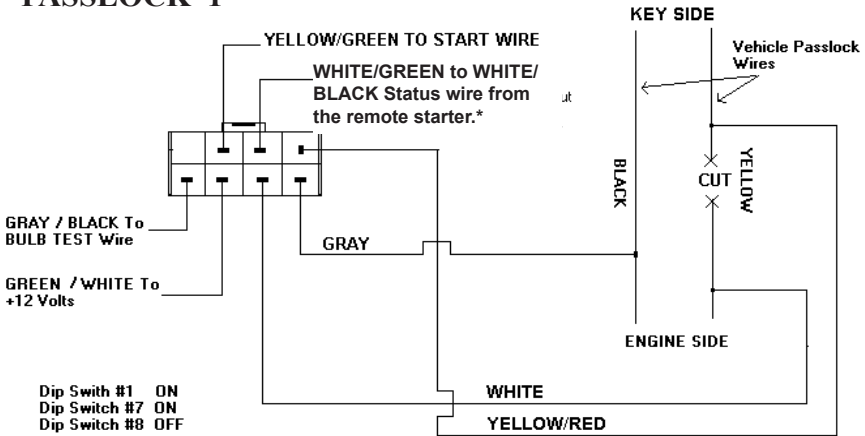 PASSLOCK 1
KEY SIDE
YELLOW/GREEN TO START WIRE
Vehicle Passlock
Wires
WHITE/GREEN to WHITE/
BLACK Status wire from
the remote starter.*
ut
BLACK
CUT
YELLOW
GRAY / BLACK To
BULB TEST Wire
GRAY
GREEN / WHITE To
+12 Volts
ENGINE SIDE
Dip Swith #1 ON
Dip Switch #7 ON
Dip Switch #8 OFF
WHITE
YELLOW/RED